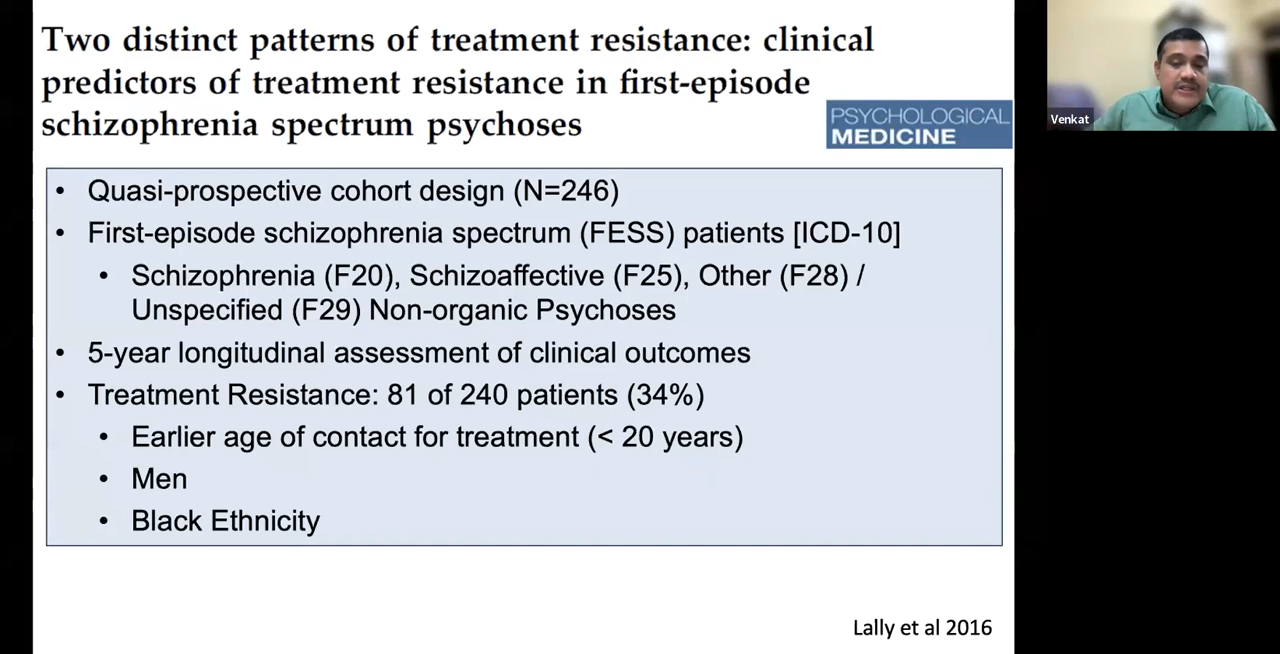 Two distinct patterns of treatment resistance: clinical
predictors of treatment resistance in first-episode
schizophrenia spectrum psychoses
PSYCHOLOGICAL
MEDICINE
Venkat
• Quasi-prospective cohort design (N=246)
• First-episode schizophrenia spectrum (FESS) patients [ICD-10]
• Schizophrenia (F20), Schizoaffective (F25), Other (F28) /
Unspecified (F29) Non-organic Psychoses
• 5-year longitudinal assessment of clinical outcomes
• Treatment Resistance: 81 of 240 patients (34%)
• Earlier age of contact for treatment (< 20 years)
• Men
• Black Ethnicity
Lally et al 2016